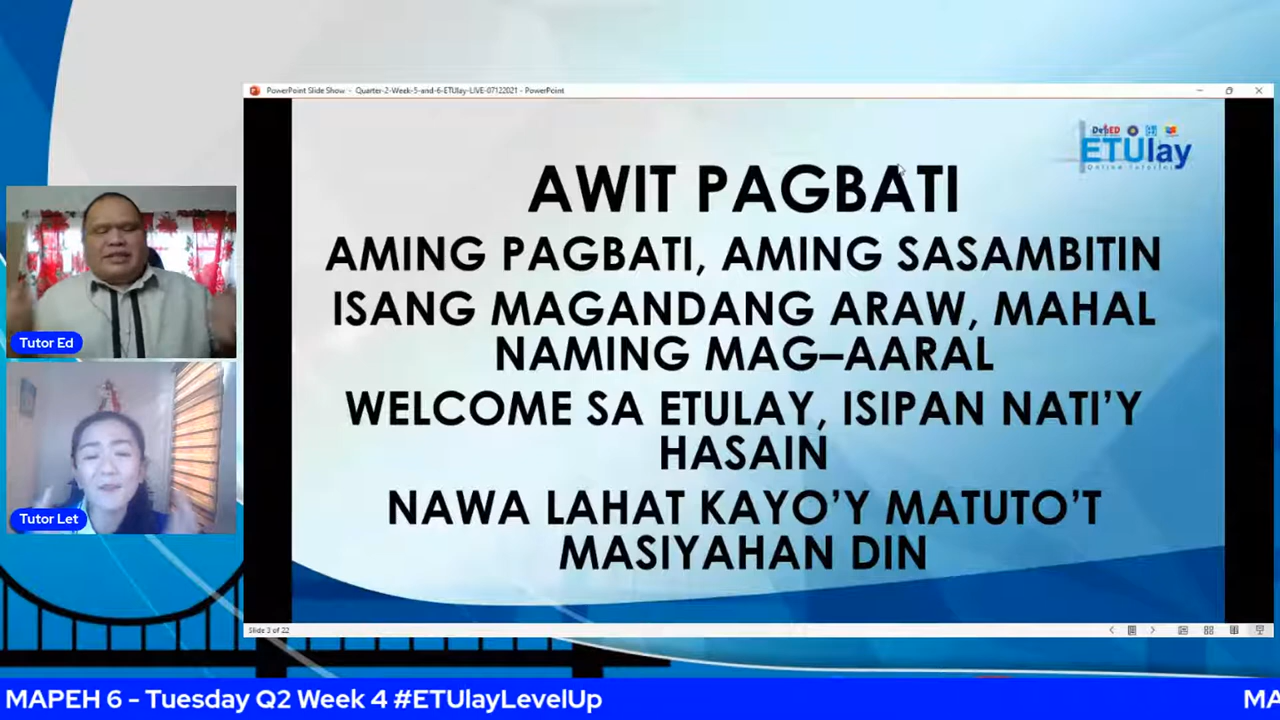 PowerPoint Slide Show - Quarter-2-Week-5-and-6-ETUlay-LIVE-07122021 - PowerPoint
DepED
ETUlay
Online Tutorial
AWIT PAGBATI
AMING PAGBATI, AMING SASAMBITIN
ISANG MAGANDANG ARAW, MAHAL
NAMING MAG–AARAL
WELCOME SA ETULAY, ISIPAN NATI’Y
HASAIN
NAWA LAHAT KAYO’Y MATUTO’T
MASIYAHAN DIN
Tutor Ed
Tutor Let
Slide 3 of 22
MAPEH 6 - Tuesday Q2 Week 4 #ETUlayLevelUp
MA